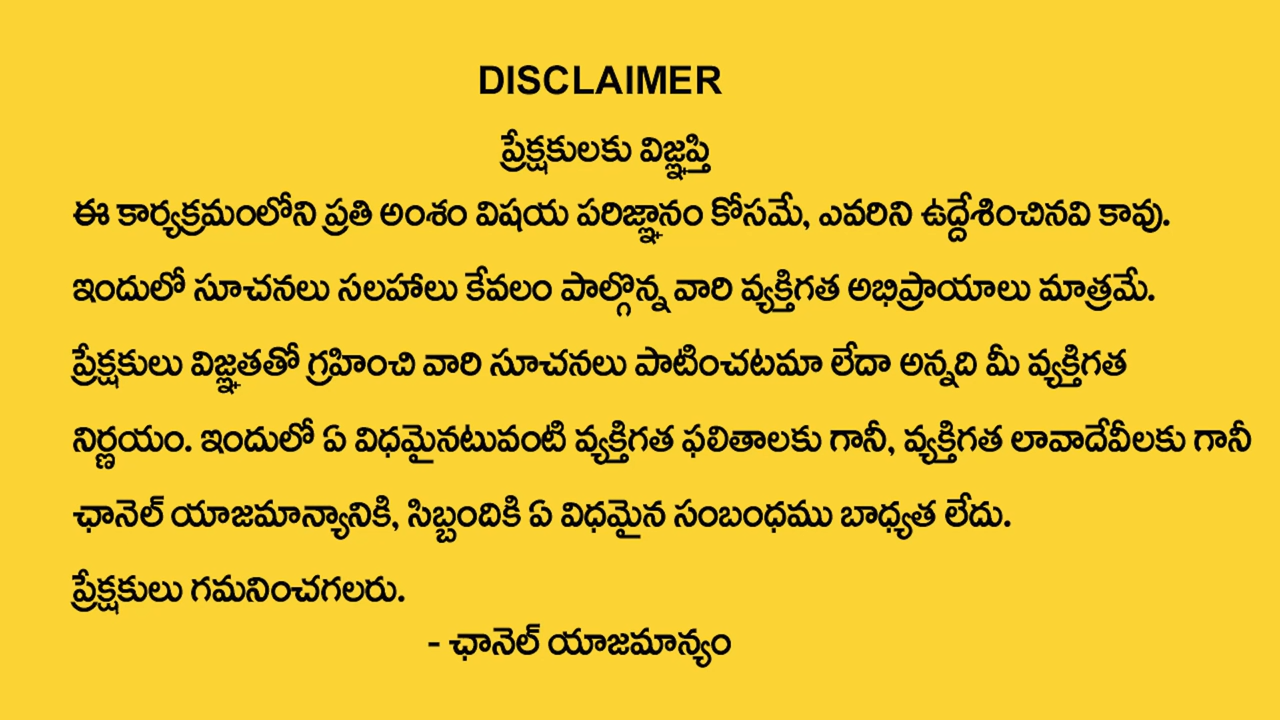 DISCLAIMER
ప్రేక్షకులకు విజ్ఞప్తి
ఈ కార్యక్రమంలోని ప్రతి అంశం విషయ పరిజ్ఞానం కోసమే, ఎవరిని ఉద్దేశించినవి కావు.
ఇందులో సూచనలు సలహాలు కేవలం పాల్గొన్న వారి వ్యక్తిగత అభిప్రాయాలు మాత్రమే.
ప్రేక్షకులు విజ్ఞతతో గ్రహించి వారి సూచనలు పాటించటమా లేదా అన్నది మీ వ్యక్తిగత
నిర్ణయం. ఇందులో ఏ విధమైనటువంటి వ్యక్తిగత ఫలితాలకు గానీ, వ్యక్తిగత లావాదేవీలకు గానీ
ఛానెల్ యాజమాన్యానికి, సిబ్బందికి ఏ విధమైన సంబంధము బాధ్యత లేదు.
ప్రేక్షకులు గమనించగలరు.
- ఛానెల్ యాజమాన్యం